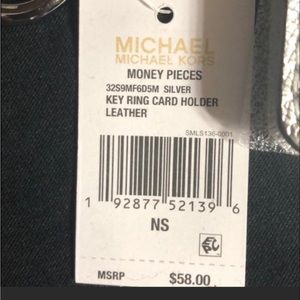 MICHAEL
MICHAEL KORS
MONEY PIECES
32S9MF6D5M SILVER
KEY RING CARD HOLDER
LEATHER
SMLS136-0001
1 92877 52139 6
NS
MSRP $58.00